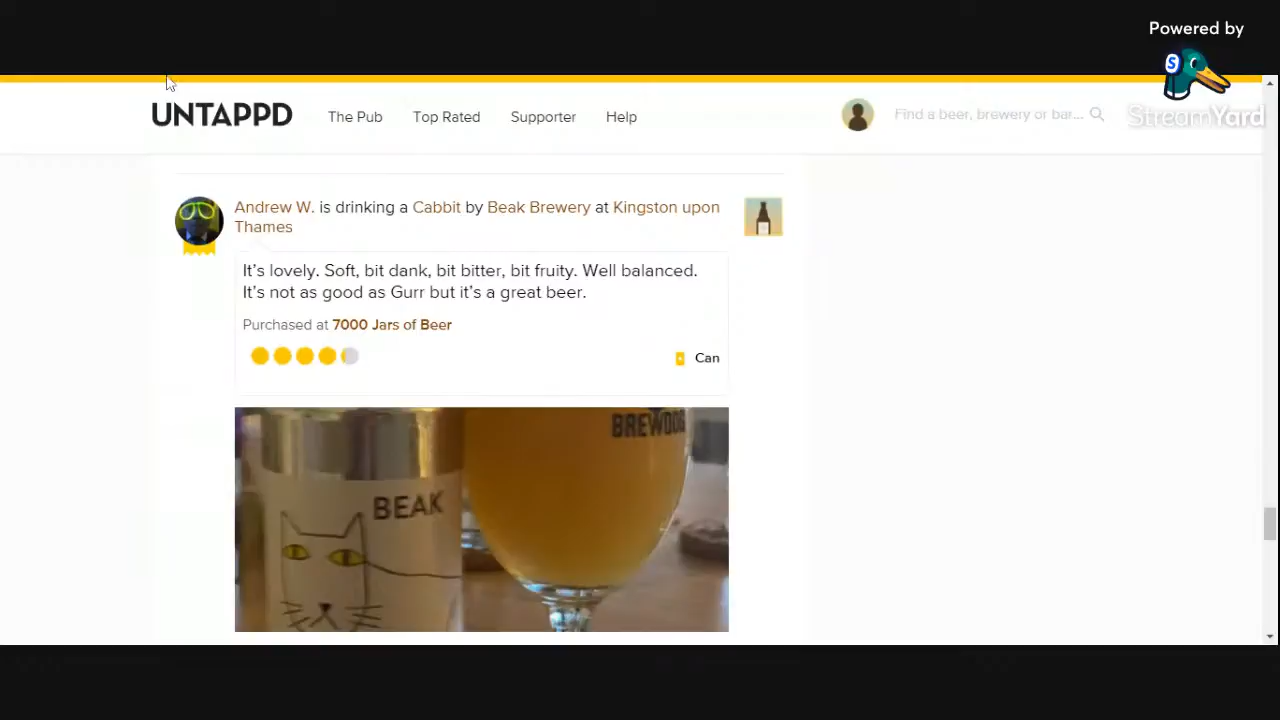 Powered by
StreamYard
UNTAPPD The Pub Top Rated Supporter Help Find a beer, brewery or bar...
Andrew W. is drinking a Cabbit by Beak Brewery at Kingston upon
Thames
It’s lovely. Soft, bit dank, bit bitter, bit fruity. Well balanced.
It’s not as good as Gurr but it’s a great beer.
Purchased at 7000 Jars of Beer
Can
BREWDOG
BEAK